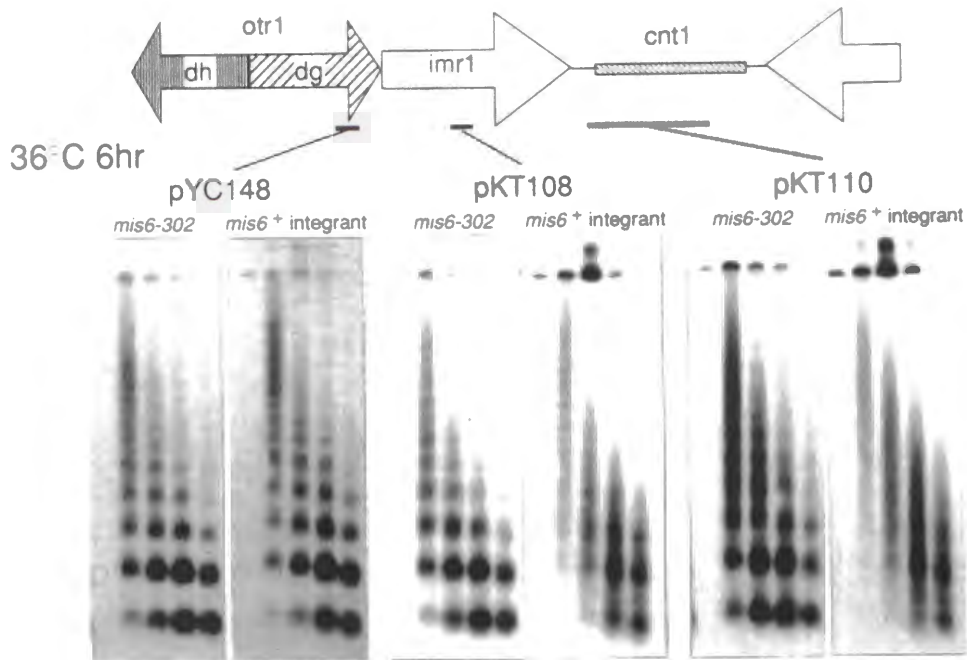 otr1
cnt1
dh dg imr1
36°C 6hr
pYC148 pKT108 pKT110
mis6-302 mis6 + integrant mis6-302 mis6 + integrant mis6-302 mis6 + integrant